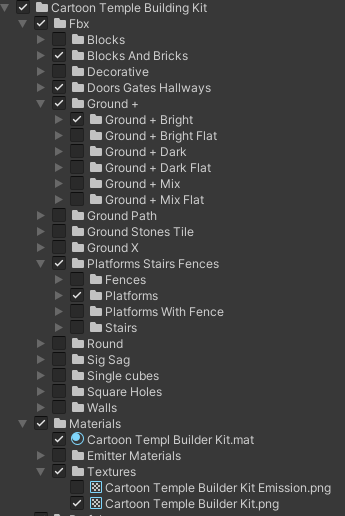 Cartoon Temple Building Kit
Fbx
Blocks
Blocks And Bricks
Decorative
Doors Gates Hallways
Ground +
Ground + Bright
Ground + Bright Flat
Ground + Dark
Ground + Dark Flat
Ground + Mix
Ground + Mix Flat
Ground Path
Ground Stones Tile
Ground X
Platforms Stairs Fences
Fences
Platforms
Platforms With Fence
Stairs
Round
Sig Sag
Single cubes
Square Holes
Walls
Materials
Cartoon Templ Builder Kit.mat
Emitter Materials
Textures
Cartoon Temple Builder Kit Emission.png
Cartoon Temple Builder Kit.png